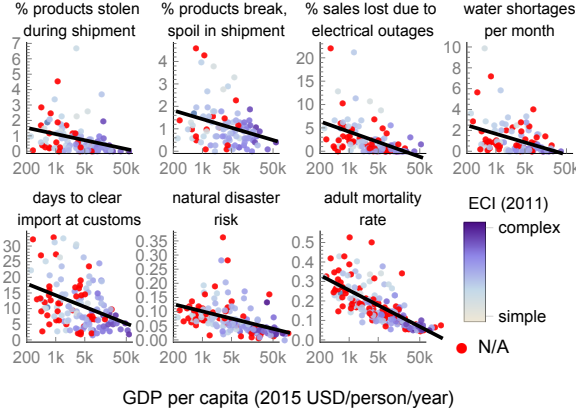 % products stolen
during shipment
7
6
5
4
3
2
1
0
200 1k 5k 50k
% products break,
spoil in shipment
5
4
3
2
1
0
200 1k 5k 50k
% sales lost due to
electrical outages
20
15
10
5
0
200 1k 5k 50k
water shortages
per month
10
8
6
4
2
0
200 1k 5k 50k
days to clear
import at customs
30
25
20
15
10
5
0
200 1k 5k 50k
natural disaster
risk
0.35
0.30
0.25
0.20
0.15
0.10
0.05
0.00
200 1k 5k 50k
adult mortality
rate
0.5
0.4
0.3
0.2
0.1
0.0
200 1k 5k 50k
ECI (2011)
complex
simple
N/A
GDP per capita (2015 USD/person/year)